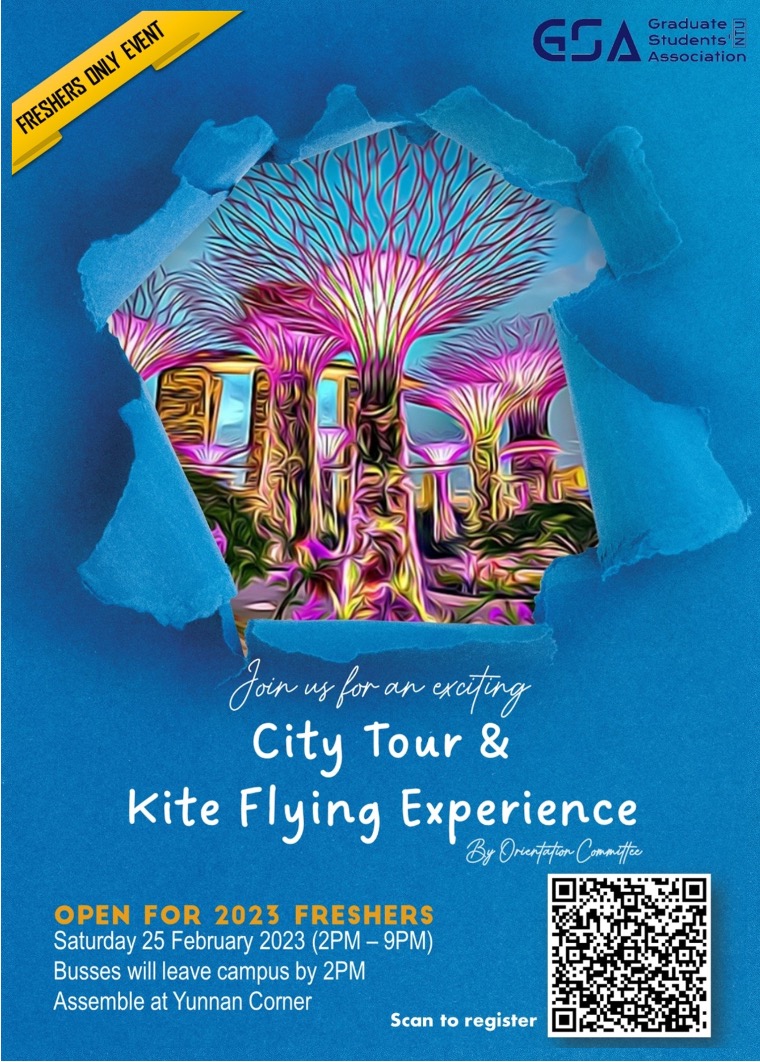 FRESHERS ONLY EVENT
GSA
Graduate
Students'
Association
NTU
Join us for an exciting
City Tour &
Kite Flying Experience
By Orientation Committee
OPEN FOR 2023 FRESHERS
Saturday 25 February 2023 (2PM – 9PM)
Busses will leave campus by 2PM
Assemble at Yunnan Corner
Scan to register